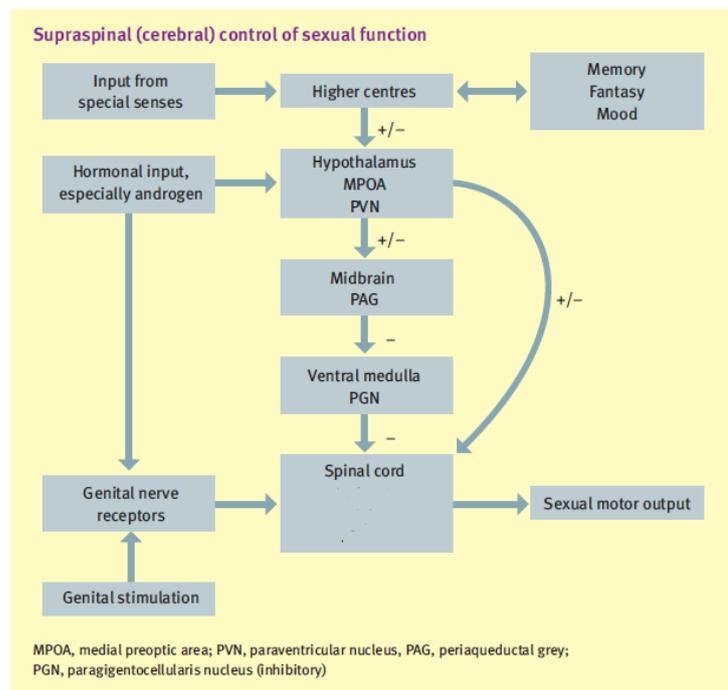 Supraspinal (cerebral) control of sexual function
Input from
special senses
Higher centres
Memory
Fantasy
Mood
+/–
Hormonal input,
especially androgen
Hypothalamus
MPOA
PVN
+/–
Midbrain
PAG
+/–
–
Ventral medulla
PGN
–
Genital nerve
receptors
Spinal cord
Sexual motor output
Genital stimulation
MPOA, medial preoptic area; PVN, paraventricular nucleus, PAG, periaqueductal grey;
PGN, paragigentocellularis nucleus (inhibitory)